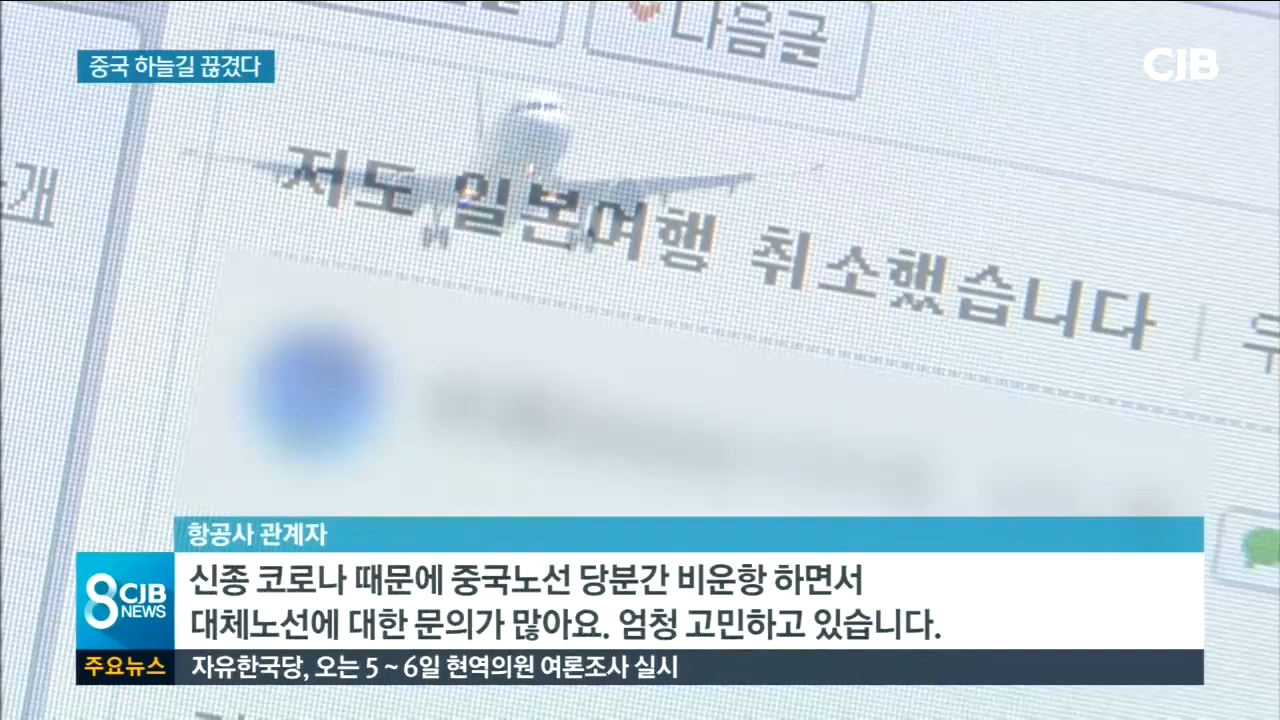 다음글
중국 하늘길 끊겼다
CJB
개
저도 일본여행 취소했습니다
항공사 관계자
신종 코로나 때문에 중국노선 당분간 비운항 하면서
대체노선에 대한 문의가 많아요. 엄청 고민하고 있습니다.
8 CJB NEWS
주요뉴스 자유한국당, 오는 5~6일 현역의원 여론조사 실시